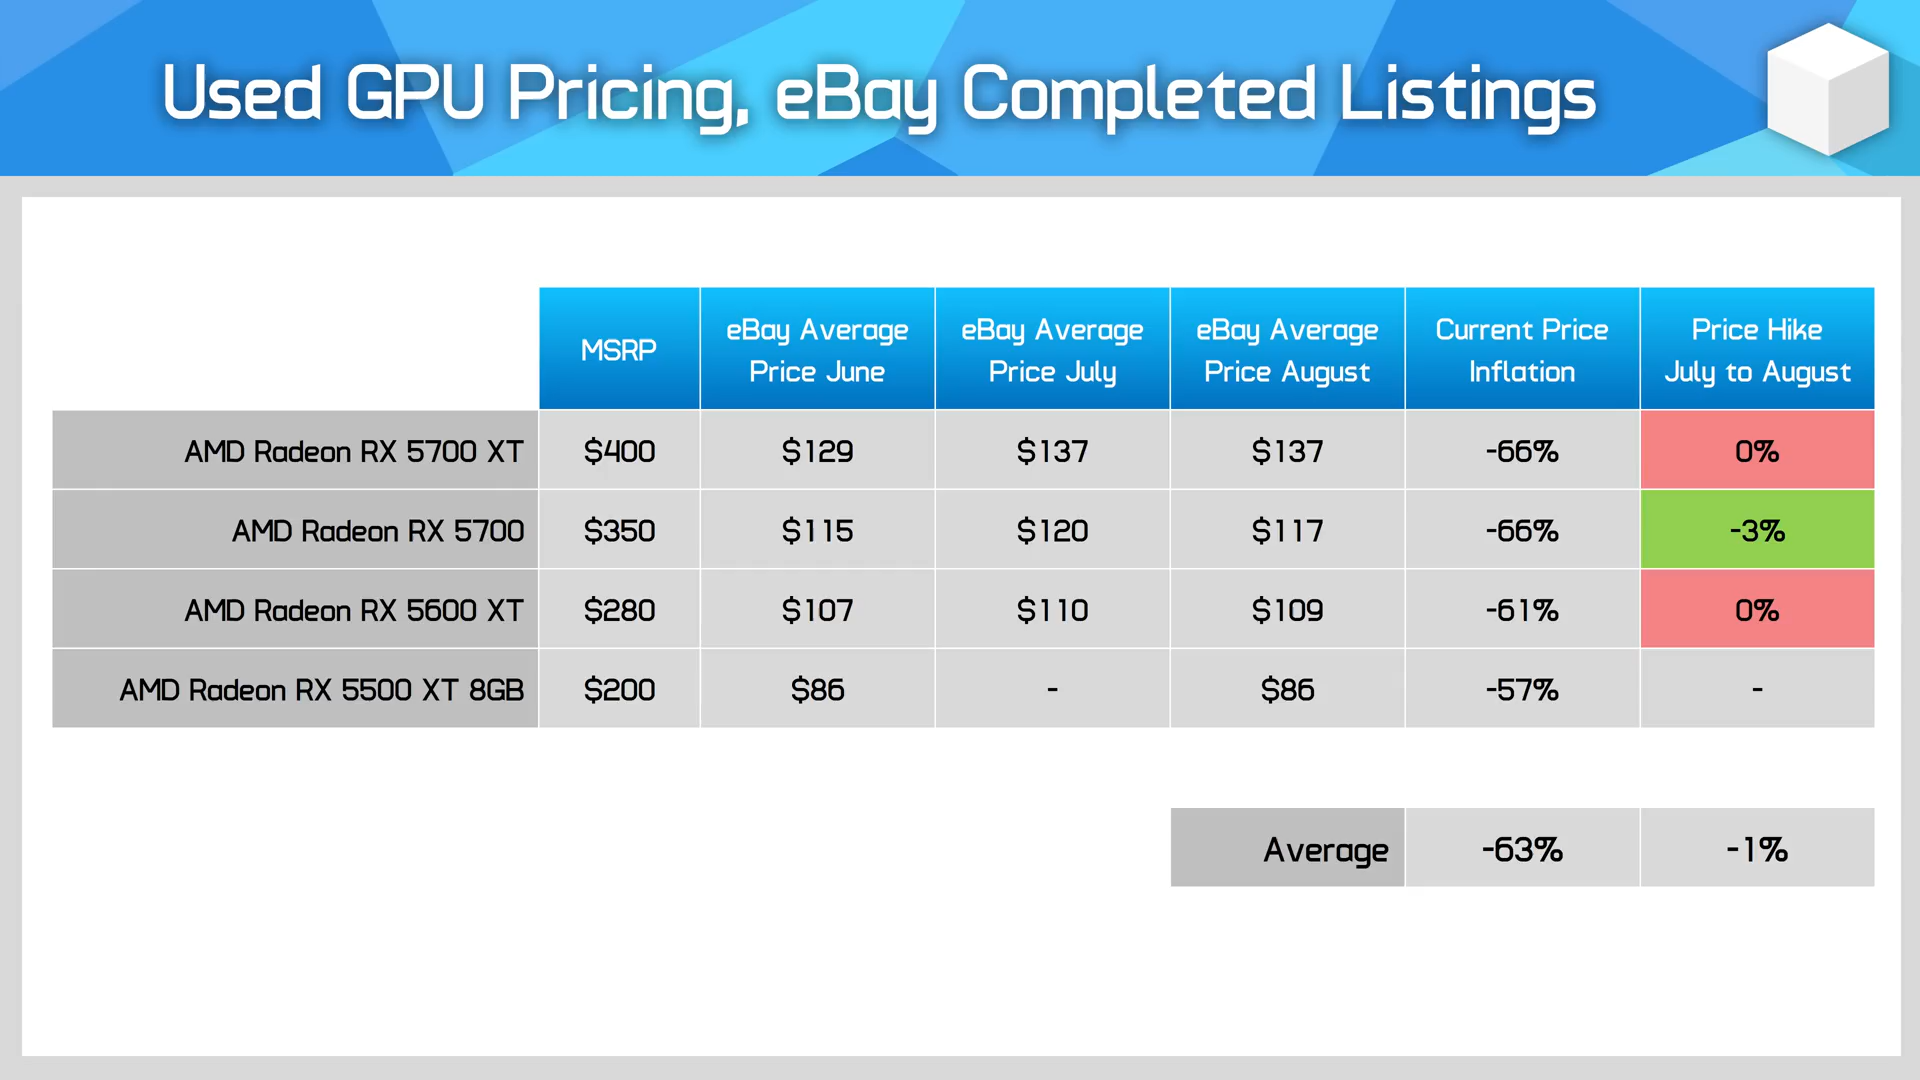 Used GPU Pricing, eBay Completed Listings
MSRP eBay Average Price June eBay Average Price July eBay Average Price August Current Price Inflation Price Hike July to August
AMD Radeon RX 5700 XT $400 $129 $137 $137 -66% 0%
AMD Radeon RX 5700 $350 $115 $120 $117 -66% -3%
AMD Radeon RX 5600 XT $280 $107 $110 $109 -61% 0%
AMD Radeon RX 5500 XT 8GB $200 $86 - $86 -57% -
Average -63% -1%